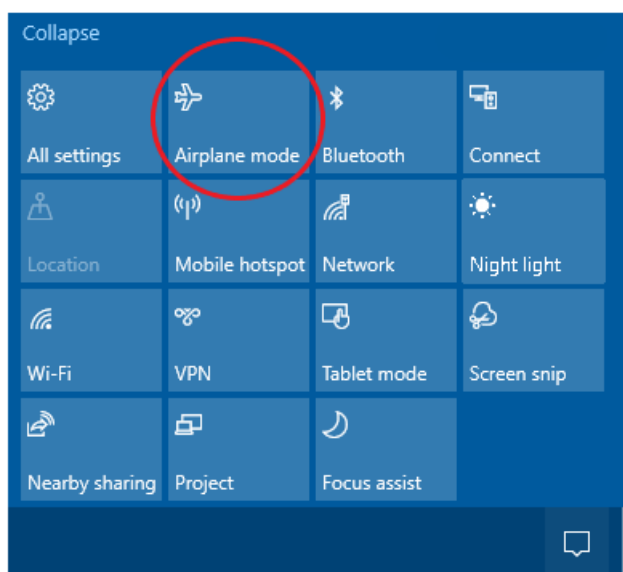 Collapse
All settings
Airplane mode
Bluetooth
Connect
Location
Mobile hotspot
Network
Night light
Wi-Fi
VPN
Tablet mode
Screen snip
Nearby sharing
Project
Focus assist